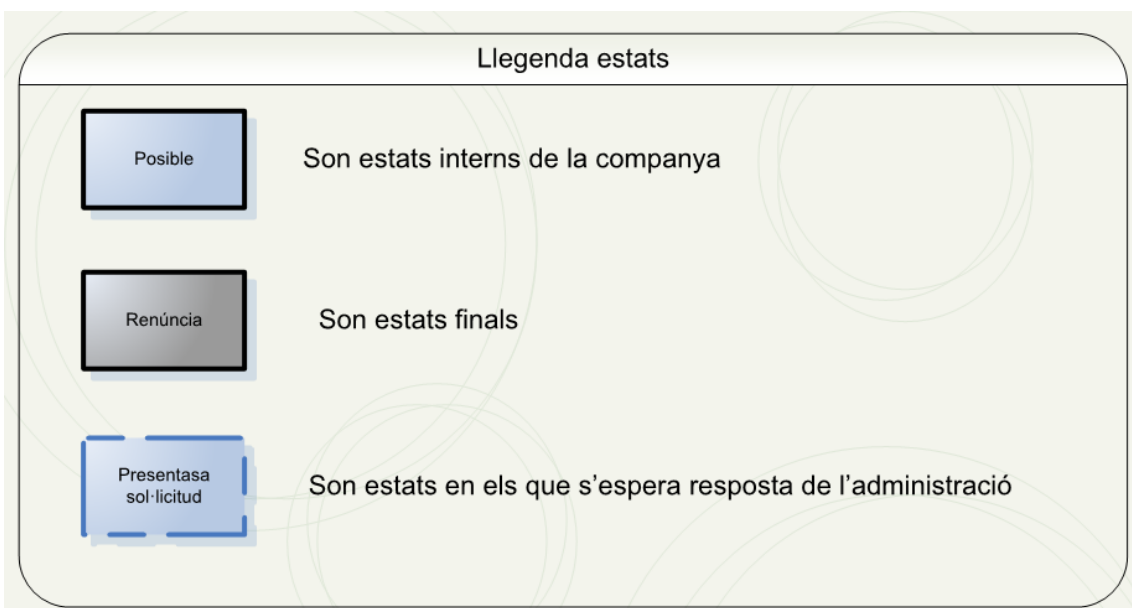 Llegenda estats
Posible
Son estats interns de la companya
Renúncia
Son estats finals
Presentasa
sol·licitud
Son estats en els que s’espera resposta de l’administració